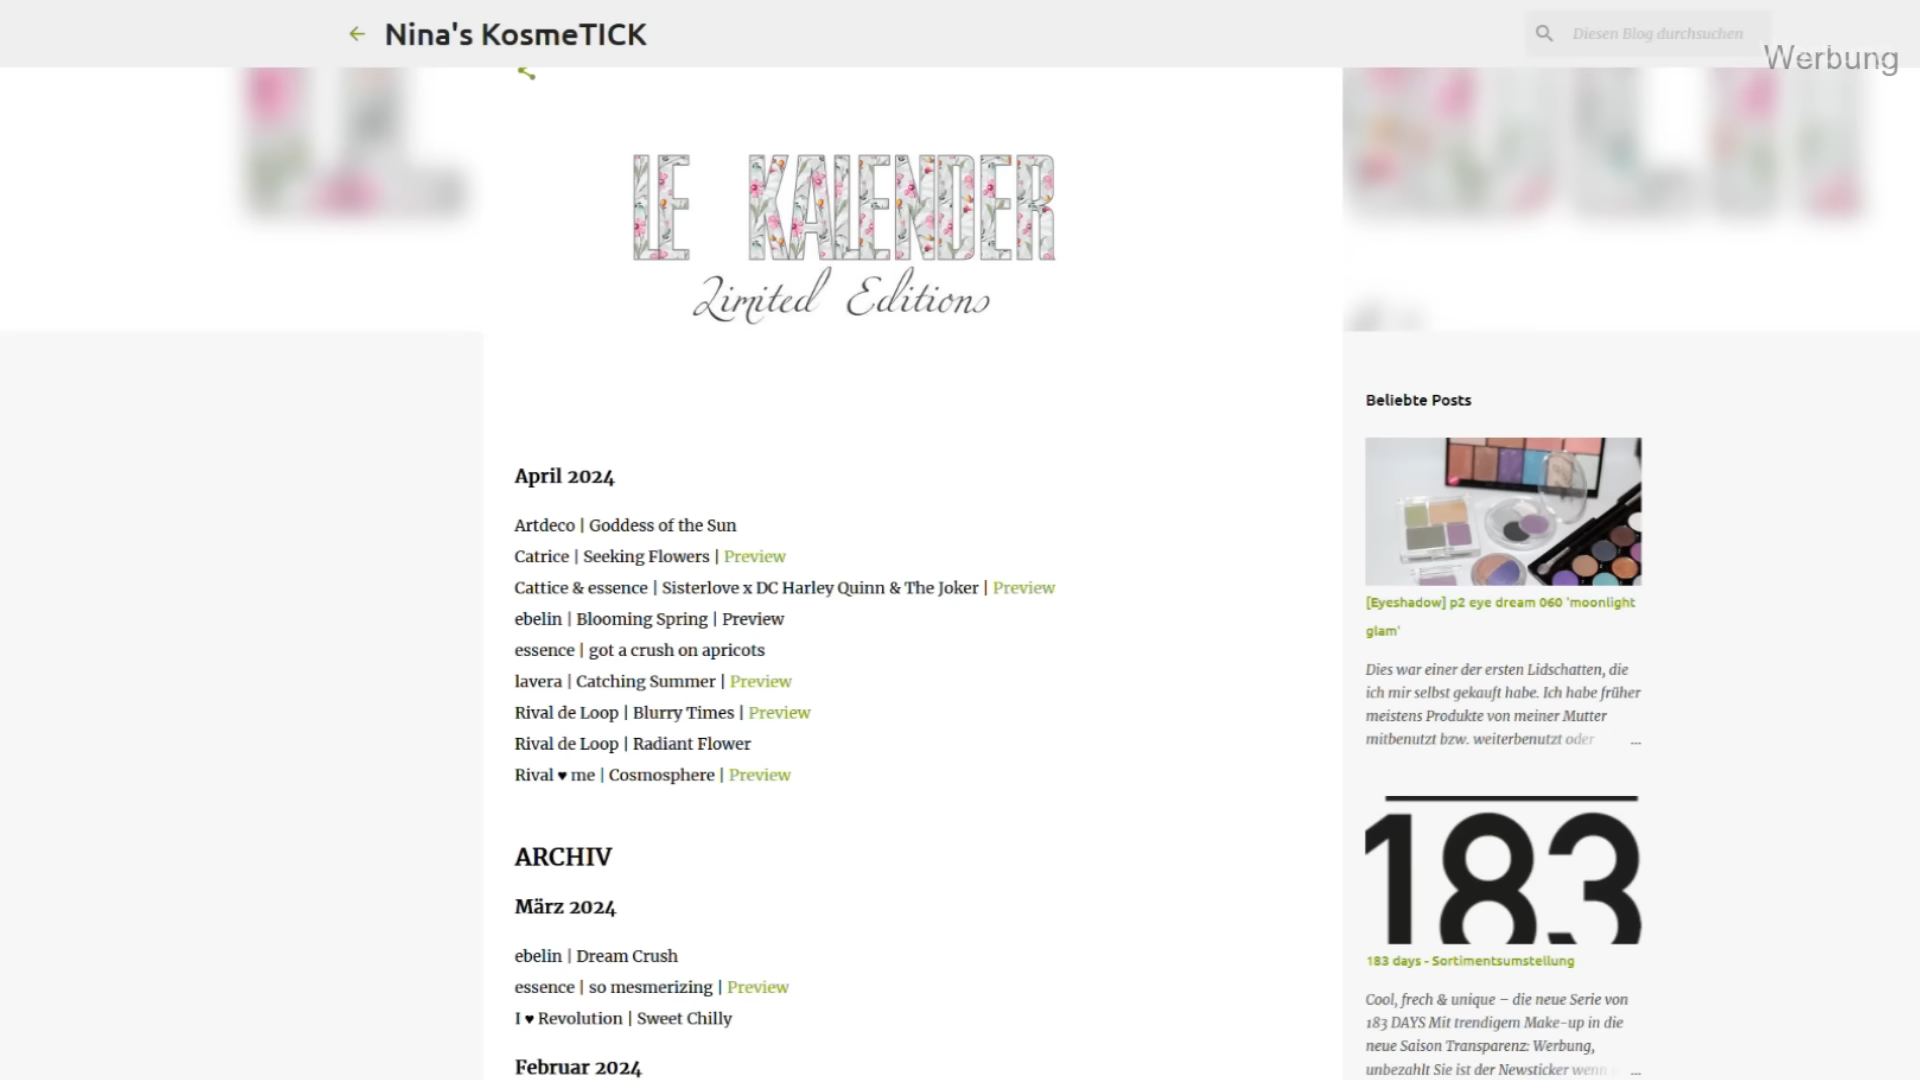 Nina's KosmeTICK
Diesen Blog durchsuchen
Werbung
LE KALENDER
Limited Editions
April 2024
Artdeco | Goddess of the Sun
Catrice | Seeking Flowers | Preview
Cattice & essence | Sisterlove x DC Harley Quinn & The Joker | Preview
ebelin | Blooming Spring | Preview
essence | got a crush on apricots
lavera | Catching Summer | Preview
Rival de Loop | Blurry Times | Preview
Rival de Loop | Radiant Flower
Rival ♥ me | Cosmosphere | Preview
ARCHIV
März 2024
ebelin | Dream Crush
essence | so mesmerizing | Preview
I ♥ Revolution | Sweet Chilly
Februar 2024
Beliebte Posts
[Eyeshadow] p2 eye dream 060 'moonlight
glam'
Dies war einer der ersten Lidschatten, die
ich mir selbst gekauft habe. Ich habe früher
meistens Produkte von meiner Mutter
mitbenutzt bzw. weiterbenutzt oder ...
183
183 days - Sortimentsumstellung
Cool, frech & unique – die neue Serie von
183 DAYS Mit trendigem Make-up in die
neue Saison Transparenz: Werbung,
unbezahlt Sie ist der Newsticker wenn ...